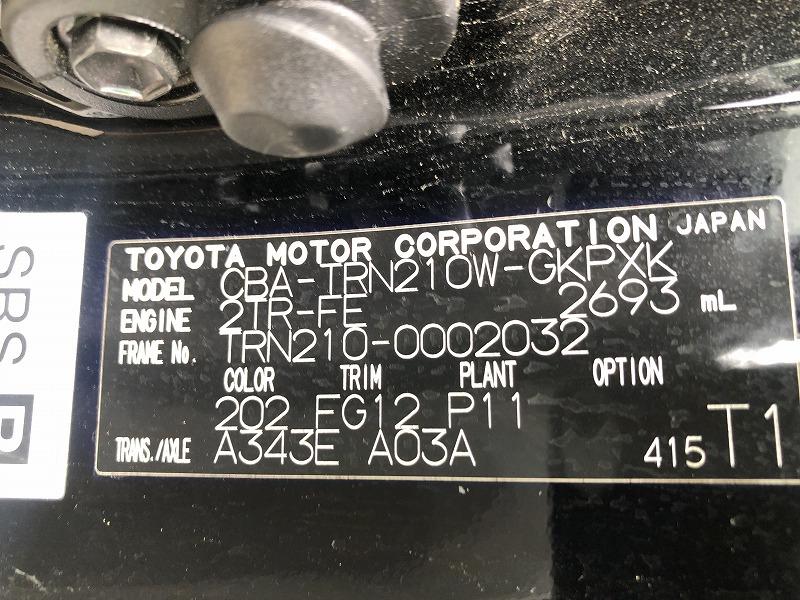 TOYOTA MOTOR CORPORATION JAPAN
MODEL CBA-TRN210W-GKPXK
ENGINE 2TR-FE 2693 mL
FRAME No. TRN210-0002032
COLOR TRIM PLANT OPTION
202 FG12 P11
TRANS./AXLE A343E A03A 415 T1
SRS